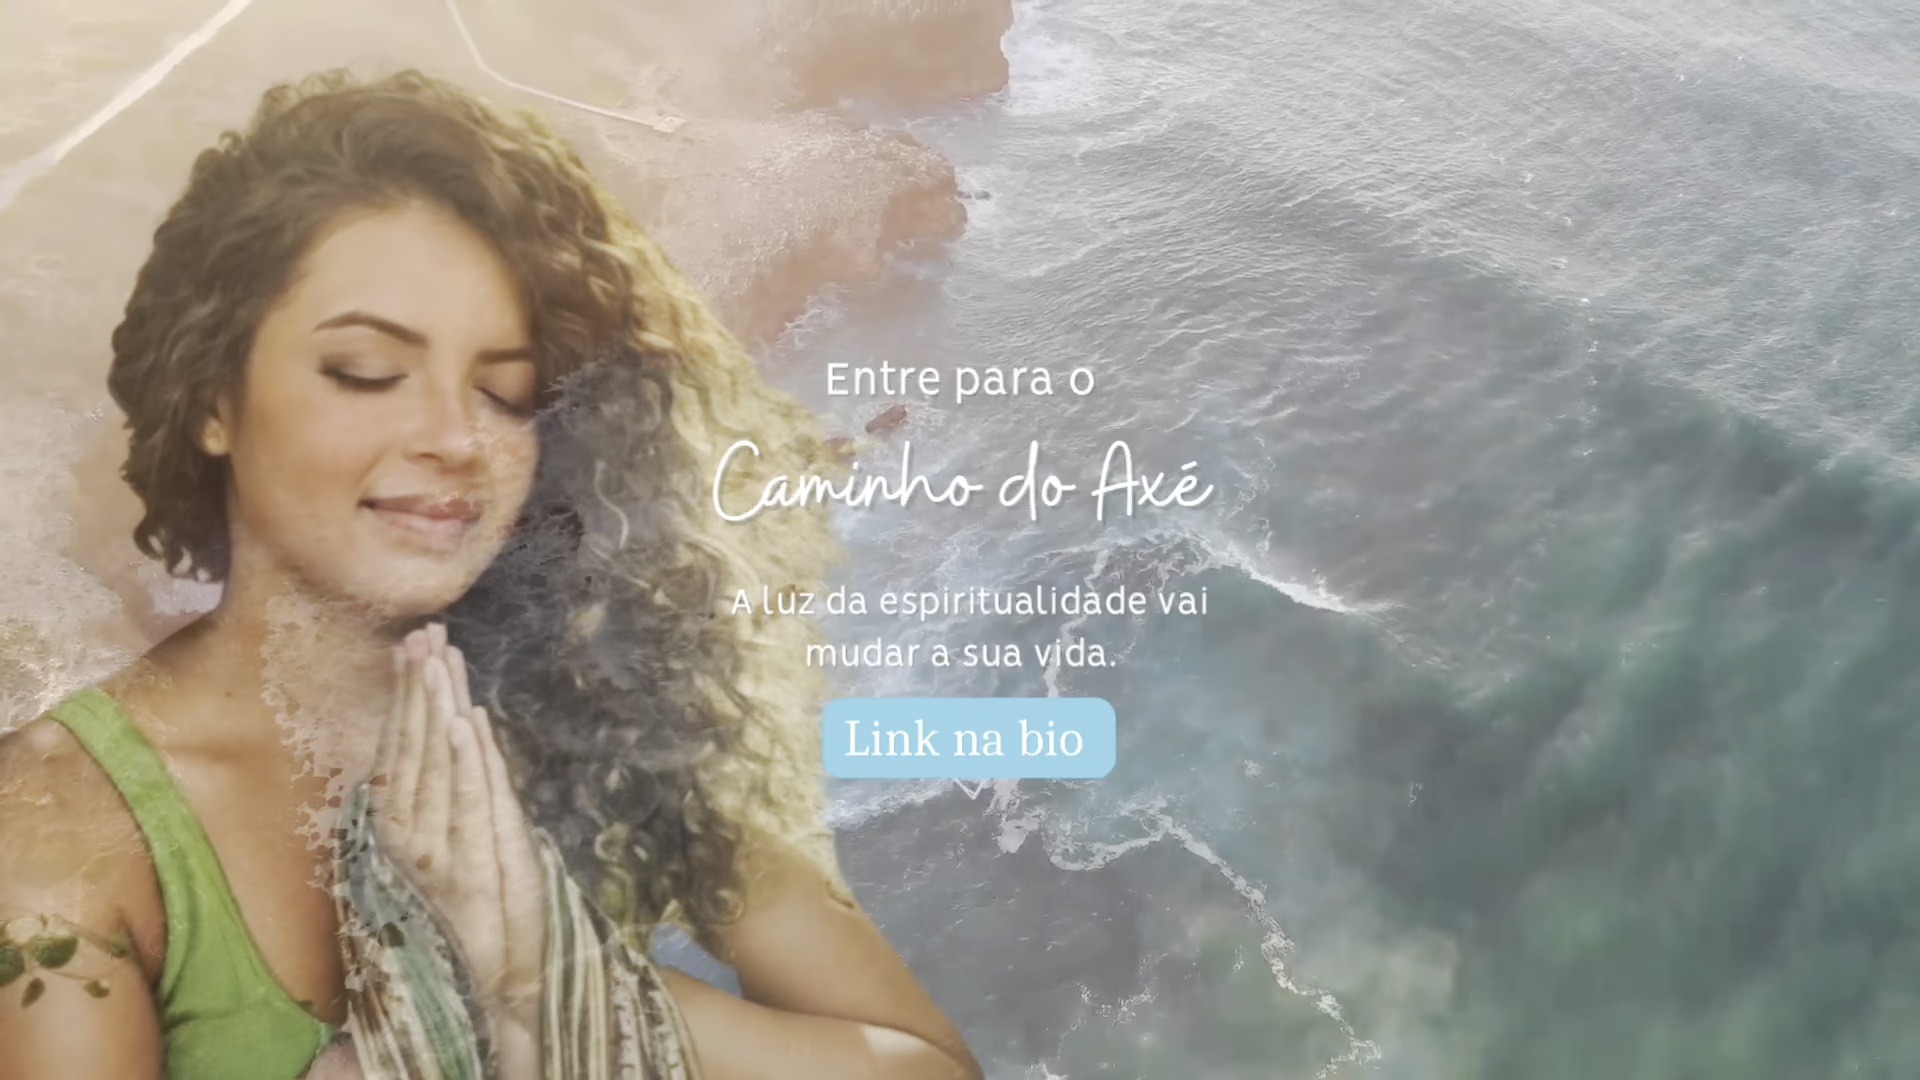 Entre para o
Caminho do Axé
A luz da espiritualidade vai
mudar a sua vida.
Link na bio